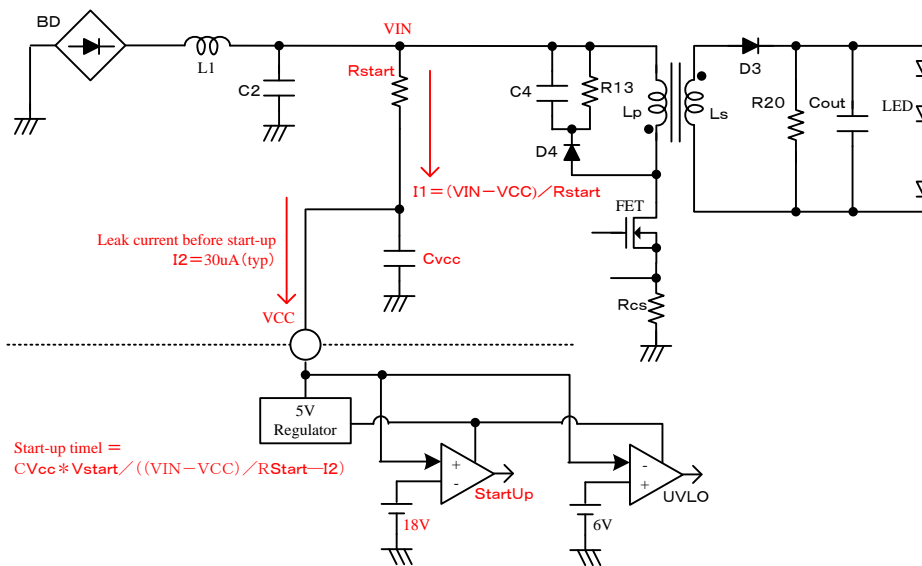 BD
VIN
L1
Rstart
C2
C4
R13
Lp
Ls
D3
R20
Cout
LED
D4
I1=(VIN-VCC)/Rstart
FET
Leak current before start-up
I2=30uA(typ)
Cvcc
VCC
Rcs
5V
Regulator
Start-up timel =
CVcc*Vstart/((VIN-VCC)/RStart-I2)
+
-
StartUp
18V
-
+
UVLO
6V